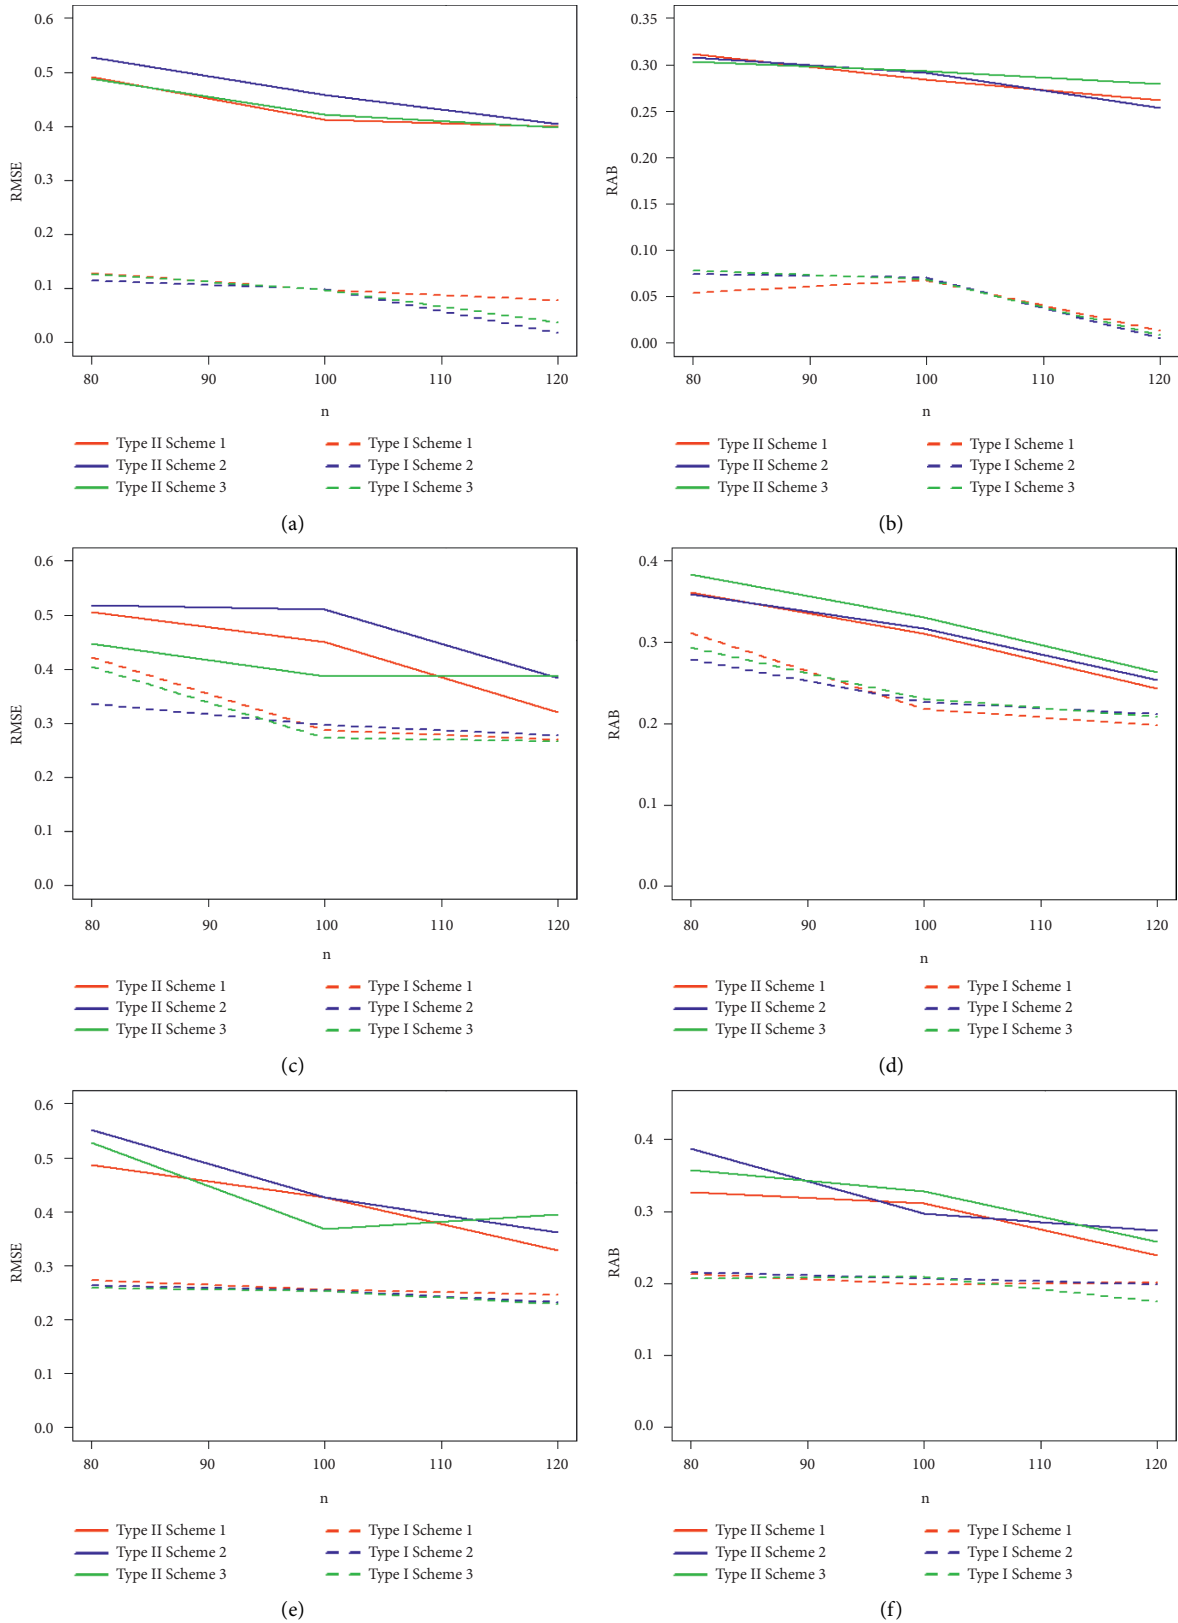 0.6
0.5
0.4
0.3
0.2
0.1
0.0
RMSE
80 90 100 110 120
n
Type II Scheme 1 Type I Scheme 1
Type II Scheme 2 Type I Scheme 2
Type II Scheme 3 Type I Scheme 3
(a)
0.35
0.30
0.25
0.20
0.15
0.10
0.05
0.00
RAB
80 90 100 110 120
n
Type II Scheme 1 Type I Scheme 1
Type II Scheme 2 Type I Scheme 2
Type II Scheme 3 Type I Scheme 3
(b)
0.6
0.5
0.4
0.3
0.2
0.1
0.0
RMSE
80 90 100 110 120
n
Type II Scheme 1 Type I Scheme 1
Type II Scheme 2 Type I Scheme 2
Type II Scheme 3 Type I Scheme 3
(c)
0.4
0.3
0.2
0.1
0.0
RAB
80 90 100 110 120
n
Type II Scheme 1 Type I Scheme 1
Type II Scheme 2 Type I Scheme 2
Type II Scheme 3 Type I Scheme 3
(d)
0.6
0.5
0.4
0.3
0.2
0.1
0.0
RMSE
80 90 100 110 120
n
Type II Scheme 1 Type I Scheme 1
Type II Scheme 2 Type I Scheme 2
Type II Scheme 3 Type I Scheme 3
(e)
0.4
0.3
0.2
0.1
0.0
RAB
80 90 100 110 120
n
Type II Scheme 1 Type I Scheme 1
Type II Scheme 2 Type I Scheme 2
Type II Scheme 3 Type I Scheme 3
(f)